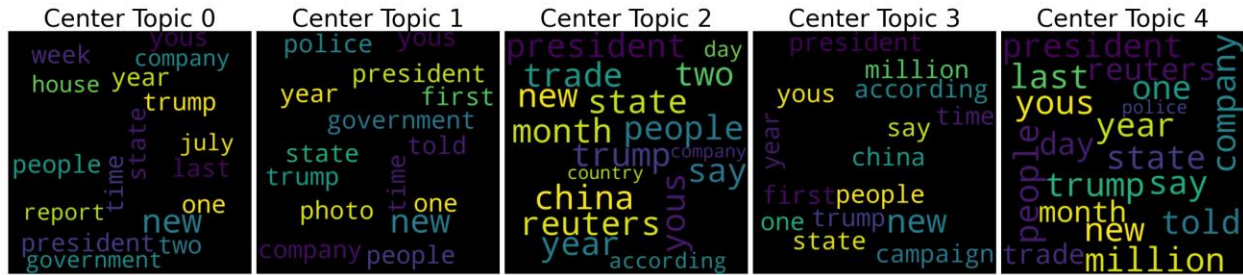 Center Topic 0
yous
week
company
house
year
trump
state
july
people
last
time
report
one
new
president
two
government
Center Topic 1
police
yous
president
year
first
government
state
told
trump
time
photo
one
new
company
people
Center Topic 2
president
day
trade
two
new
state
month
people
trump
company
country
say
china
yous
reuters
year
according
Center Topic 3
president
million
yous
according
time
year
say
china
first
people
one
trump
new
state
campaign
Center Topic 4
president
last
reuters
one
company
yous
police
year
people
day
state
trump
say
month
new
told
trade
million